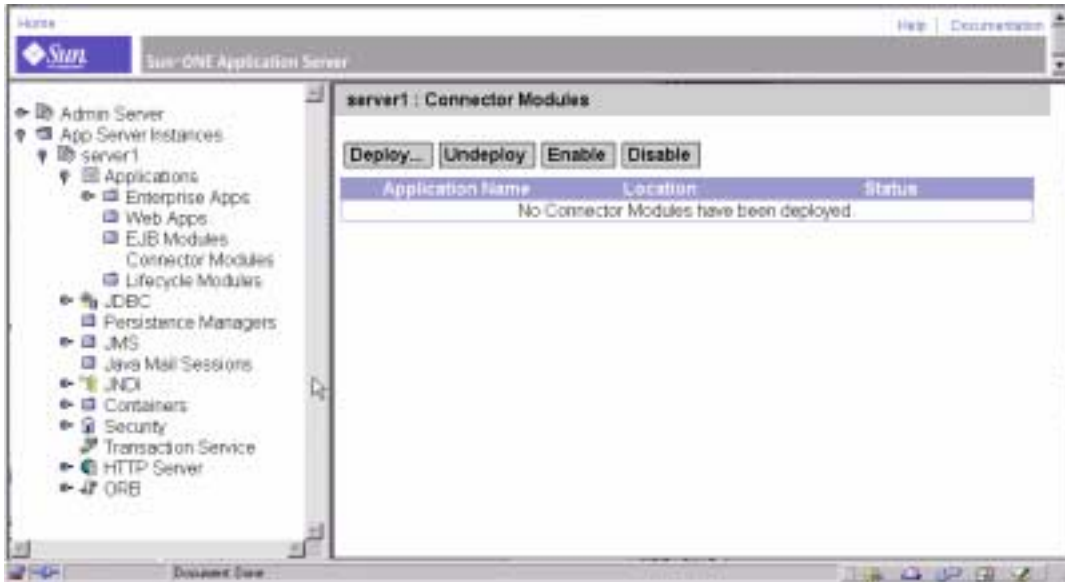 Home
Help | Documentation
Sun
Sun ONE Application Server
Admin Server
App Server Instances
server1
Applications
Enterprise Apps
Web Apps
EJB Modules
Connector Modules
Lifecycle Modules
JDBC
Persistence Managers
JMS
Java Mail Sessions
JNDI
Containers
Security
Transaction Service
HTTP Server
ORB
server1 : Connector Modules
Deploy... Undeploy Enable Disable
Application Name Location Status
No Connector Modules have been deployed.
Document Done